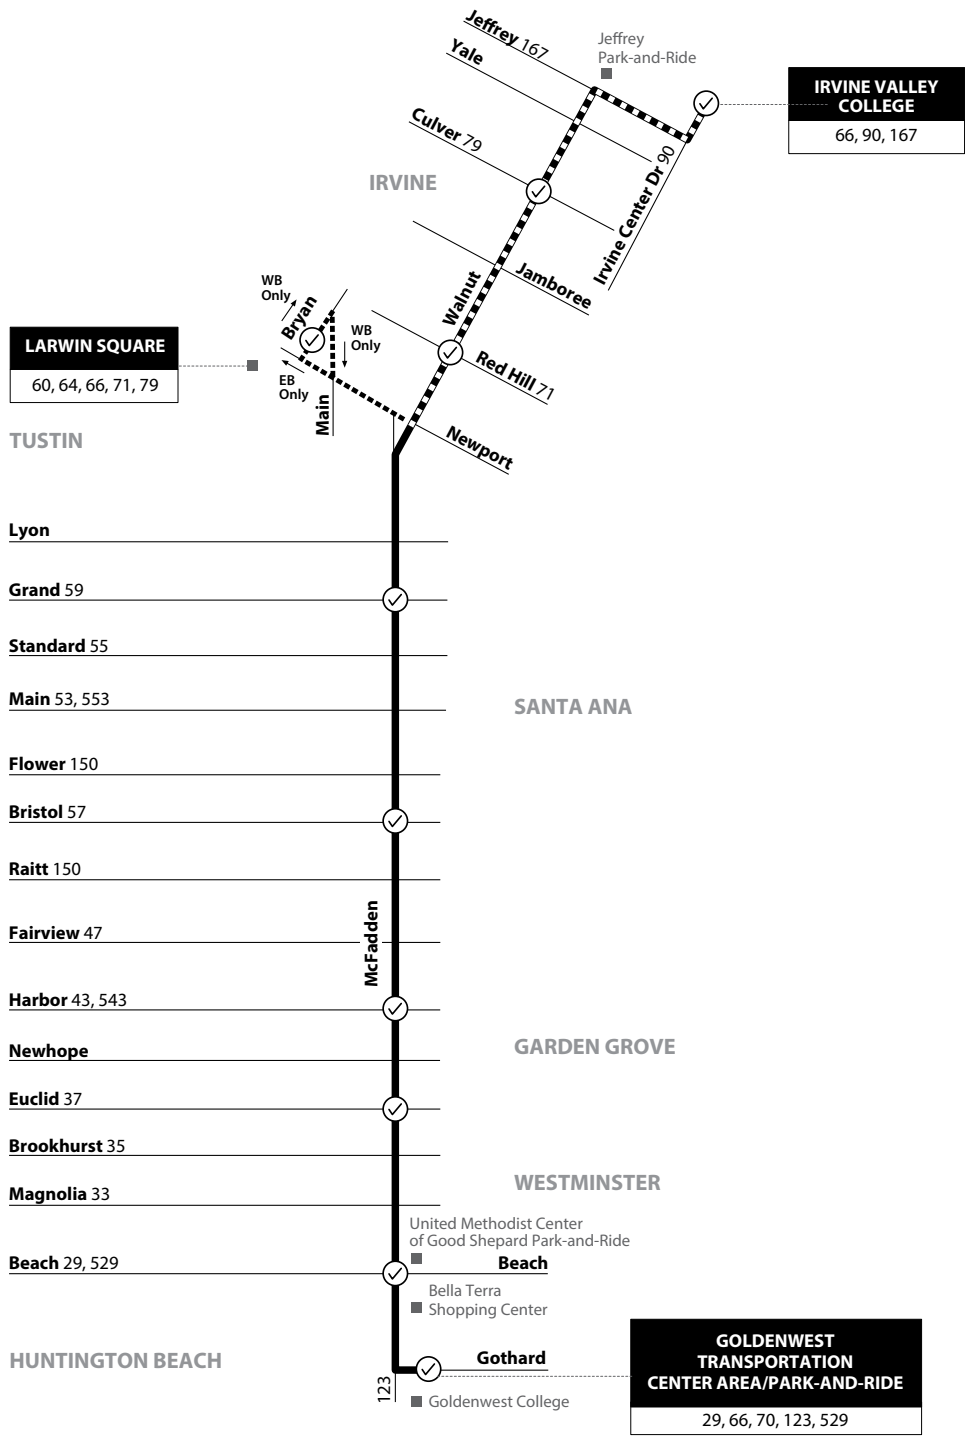 Jeffrey 167
Yale
Jeffrey
Park-and-Ride
IRVINE VALLEY
COLLEGE
66, 90, 167
Culver 79
IRVINE
Irvine Center Dr 90
Jamboree
Walnut
WB
Only
Bryan
WB
Only
LARWIN SQUARE
60, 64, 66, 71, 79
EB
Only
Main
Red Hill 71
Newport
TUSTIN
Lyon
Grand 59
Standard 55
Main 53, 553
SANTA ANA
Flower 150
Bristol 57
Raitt 150
McFadden
Fairview 47
Harbor 43, 543
Newhope
GARDEN GROVE
Euclid 37
Brookhurst 35
Magnolia 33
WESTMINSTER
United Methodist Center
of Good Shepard Park-and-Ride
Beach 29, 529
Beach
Bella Terra
Shopping Center
HUNTINGTON BEACH
Gothard
123
Goldenwest College
GOLDENWEST
TRANSPORTATION
CENTER AREA/PARK-AND-RIDE
29, 66, 70, 123, 529